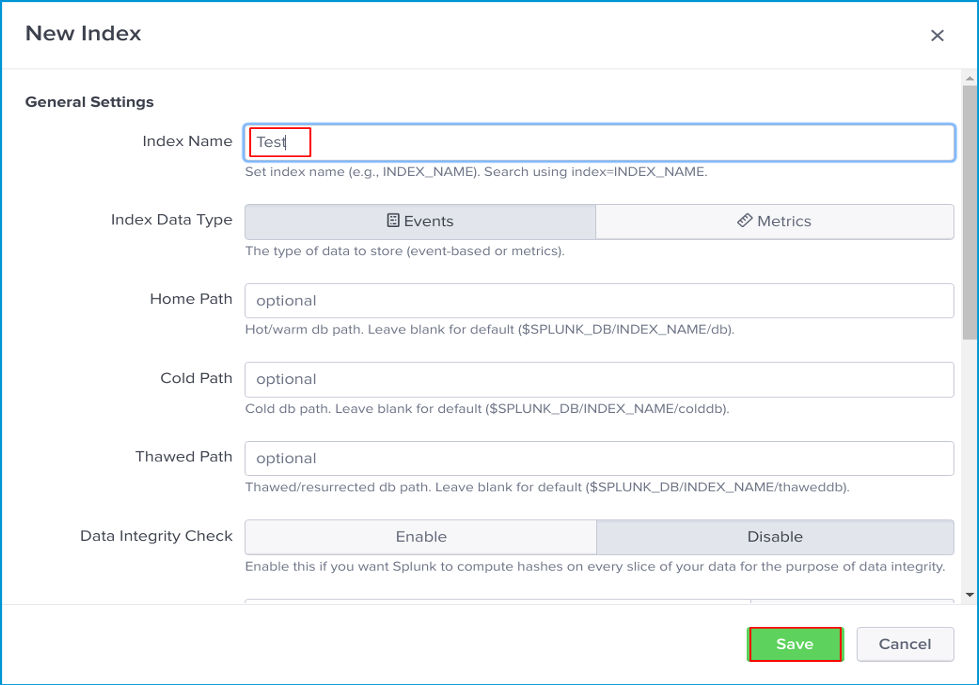 New Index
General Settings
Index Name
Test
Set index name (e.g., INDEX_NAME). Search using index=INDEX_NAME.
Index Data Type
Events
Metrics
The type of data to store (event-based or metrics).
Home Path
optional
Hot/warm db path. Leave blank for default ($SPLUNK_DB/INDEX_NAME/db).
Cold Path
optional
Cold db path. Leave blank for default ($SPLUNK_DB/INDEX_NAME/colddb).
Thawed Path
optional
Thawed/resurrected db path. Leave blank for default ($SPLUNK_DB/INDEX_NAME/thaweddb).
Data Integrity Check
Enable
Disable
Enable this if you want Splunk to compute hashes on every slice of your data for the purpose of data integrity.
Save
Cancel